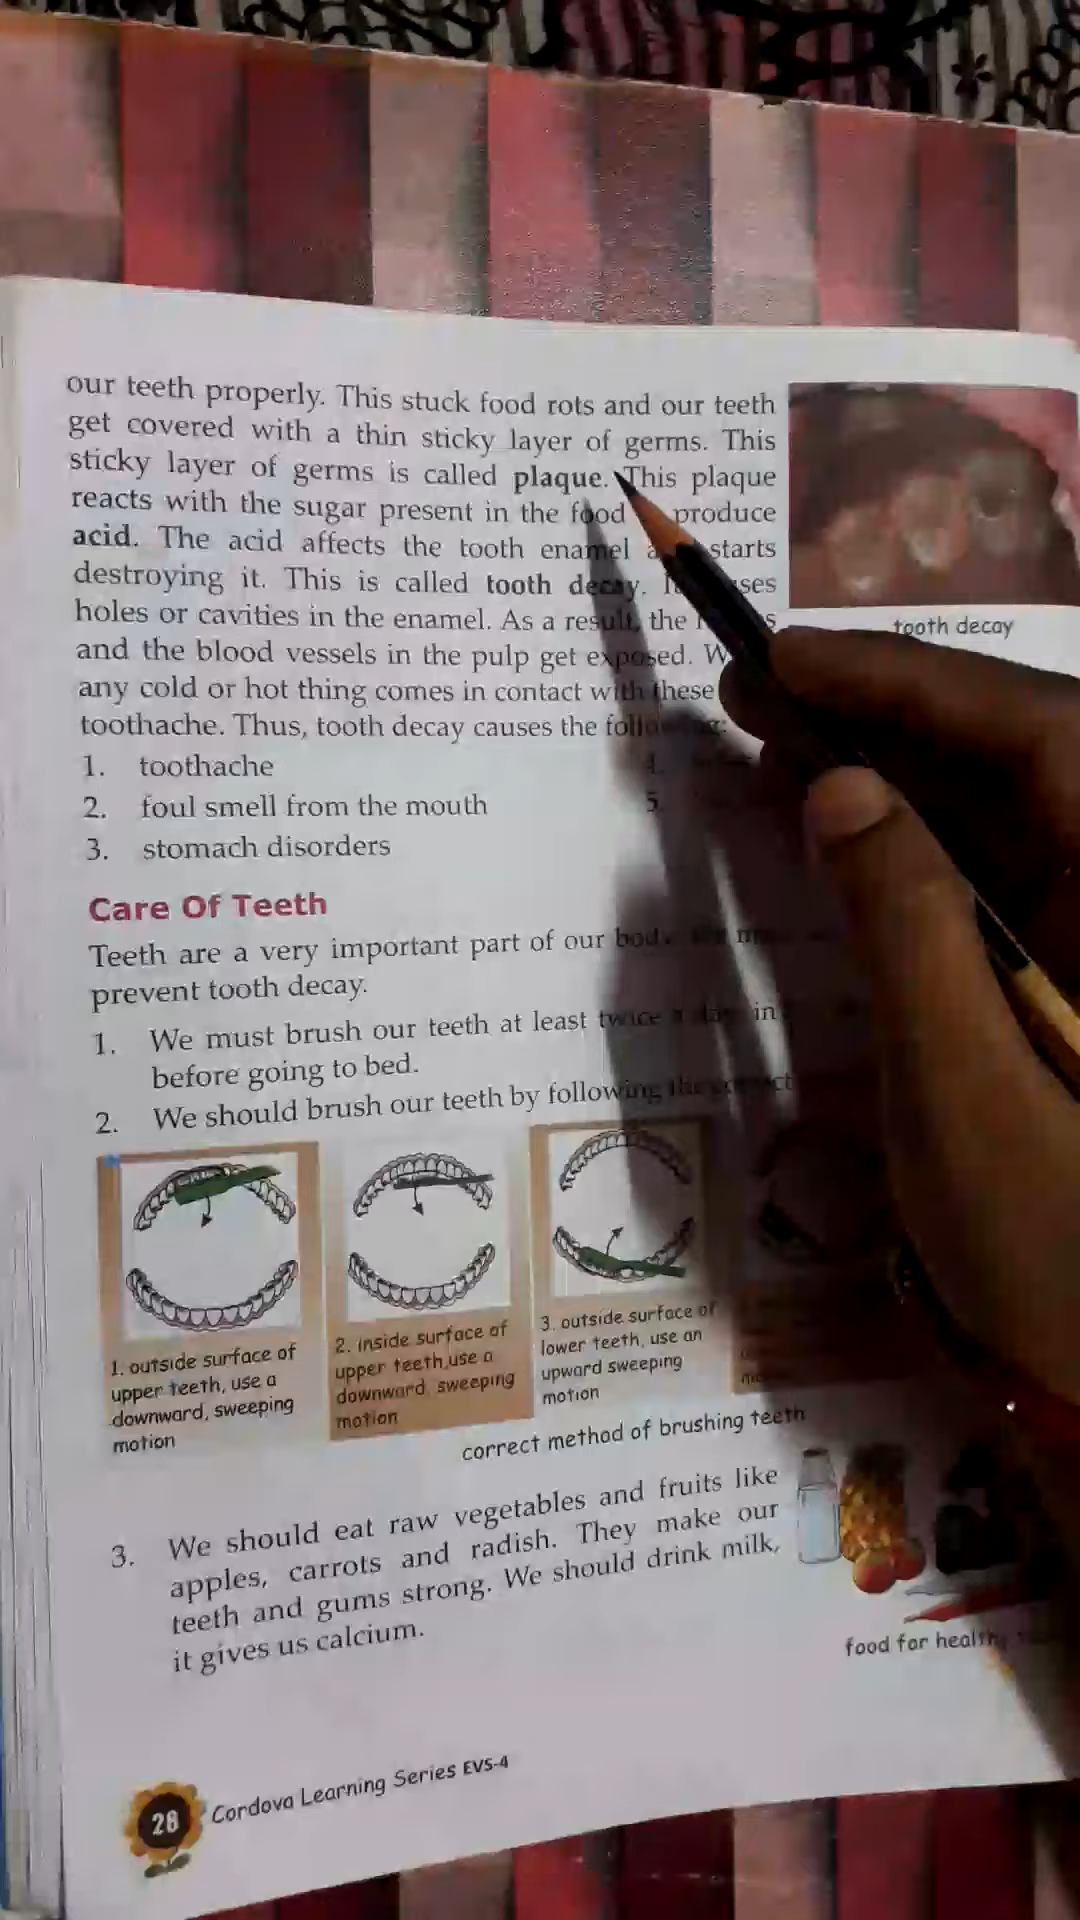 our teeth properly. This stuck food rots and our teeth
get covered with a thin sticky layer of germs. This
sticky layer of germs is called plaque. This plaque
reacts with the sugar present in the food produce
acid. The acid affects the tooth enamel starts
destroying it. This is called tooth decay.
holes or cavities in the enamel. As a result, the
and the blood vessels in the pulp get exposed.
any cold or hot thing comes in contact with these
toothache. Thus, tooth decay causes the following:
tooth decay
1. toothache
2. foul smell from the mouth
3. stomach disorders
4.
5.
Care Of Teeth
Teeth are a very important part of our body.
prevent tooth decay.
1. We must brush our teeth at least twice a day, in
before going to bed.
2. We should brush our teeth by following the correct
1. outside surface of
upper teeth, use a
downward, sweeping
motion
2. inside surface of
upper teeth,use a
downward, sweeping
motion
3. outside surface of
lower teeth, use an
upward sweeping
motion
correct method of brushing teeth
3. We should eat raw vegetables and fruits like
apples, carrots and radish. They make our
teeth and gums strong. We should drink milk,
it gives us calcium.
food for healthy
28 Cordova Learning Series EVS-4